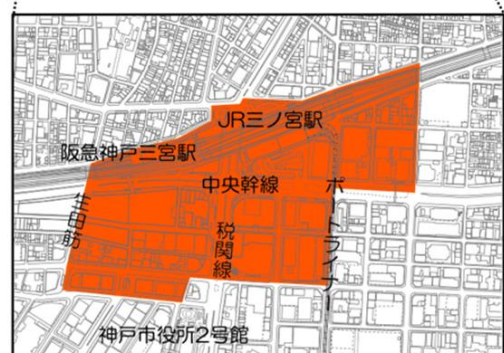 JR三ノ宮駅
阪急神戸三宮駅
中央幹線
生田筋
税関線
ポートライナー
神戸市役所2号館